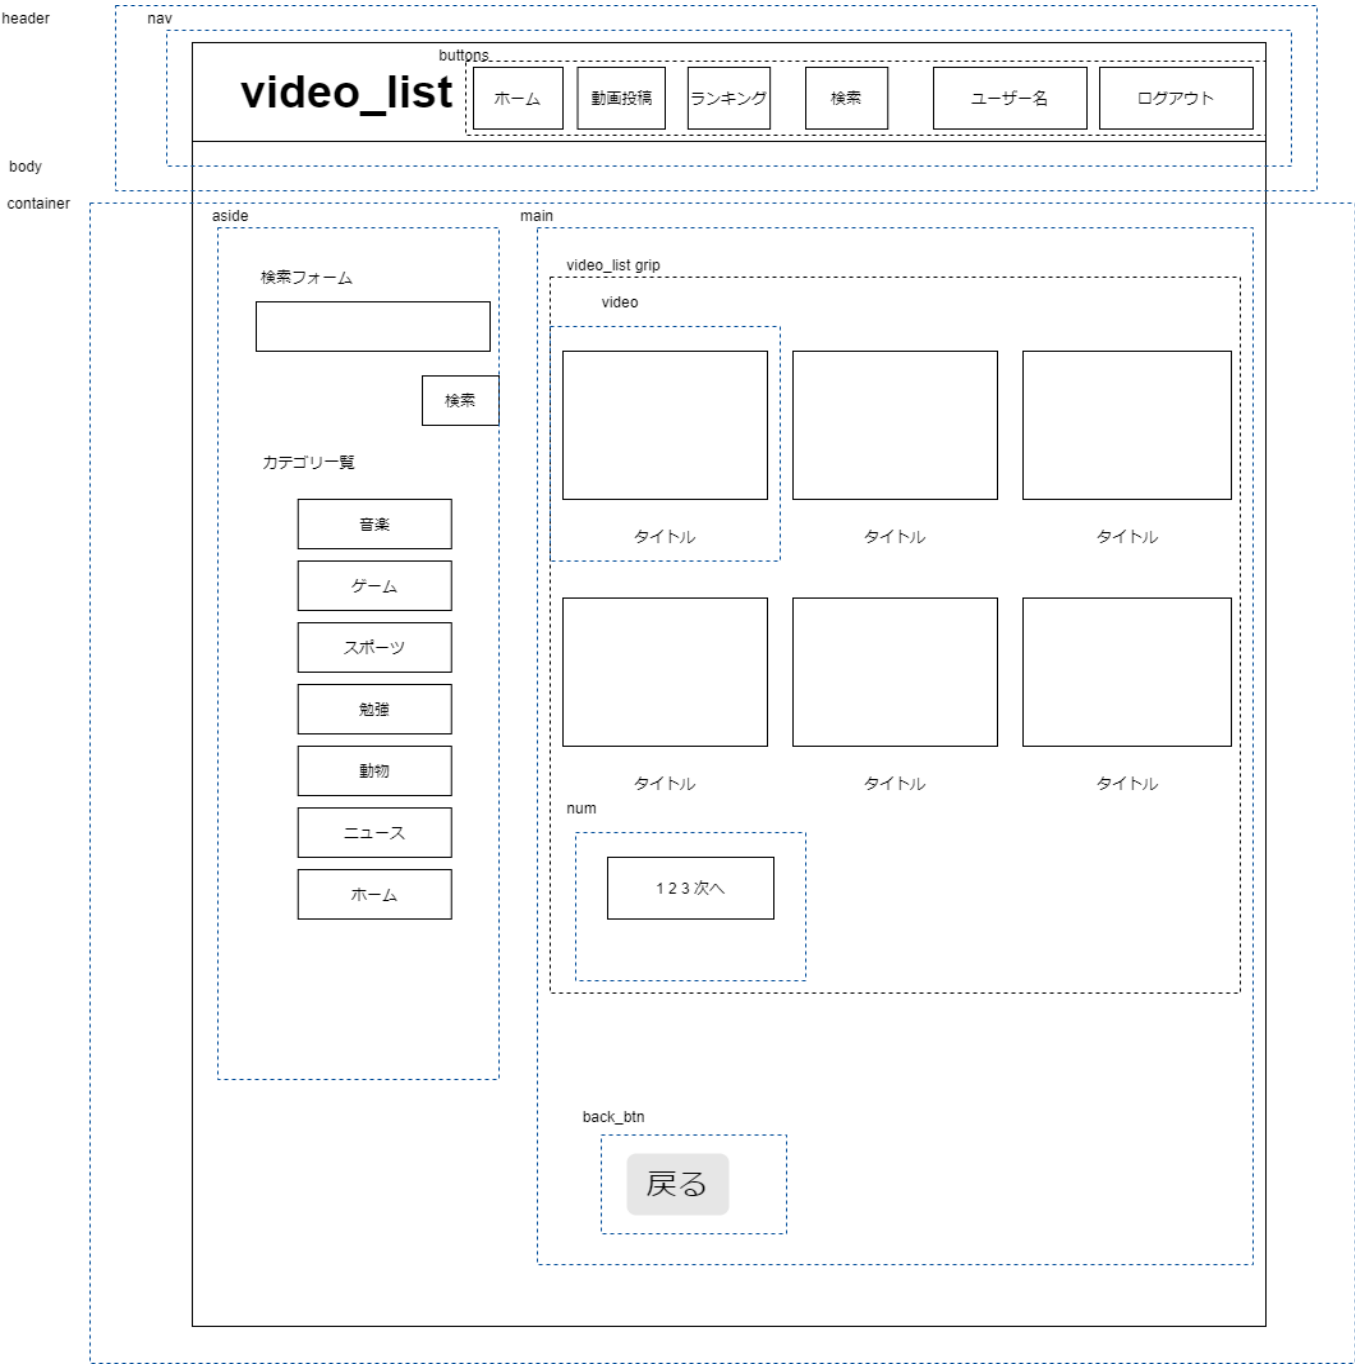 header
nav
buttons
video_list
ホーム
動画投稿
ランキング
検索
ユーザー名
ログアウト
body
container
aside
main
検索フォーム
検索
カテゴリ一覧
音楽
ゲーム
スポーツ
勉強
動物
ニュース
ホーム
video_list grip
video
タイトル
タイトル
タイトル
タイトル
タイトル
タイトル
num
1 2 3 次へ
back_btn
戻る